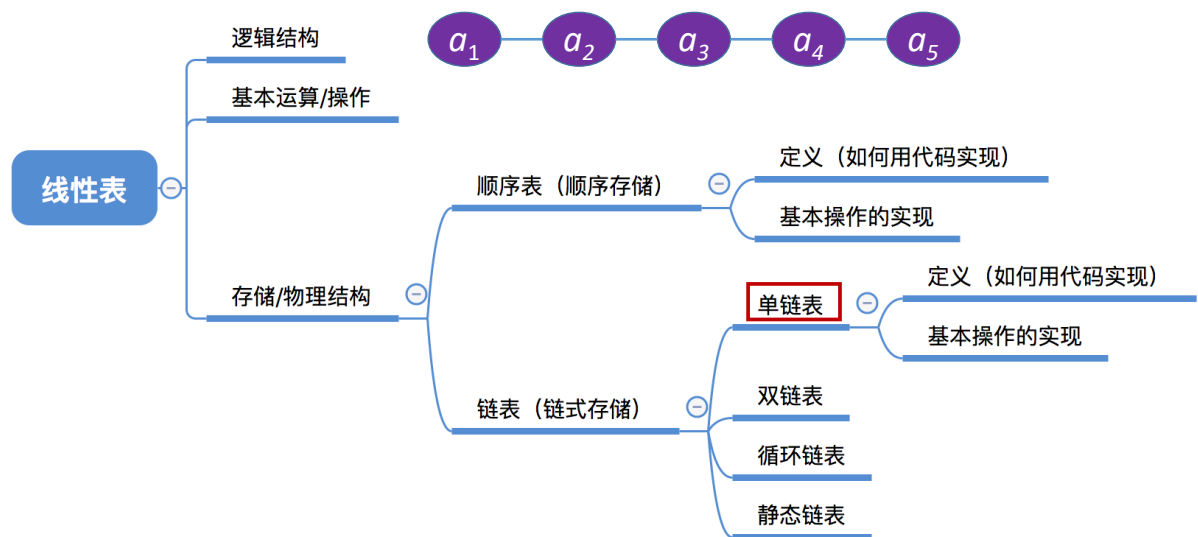 逻辑结构
a1 a2 a3 a4 a5
基本运算/操作
线性表
顺序表（顺序存储）
定义（如何用代码实现）
基本操作的实现
存储/物理结构
单链表
定义（如何用代码实现）
基本操作的实现
链表（链式存储）
双链表
循环链表
静态链表